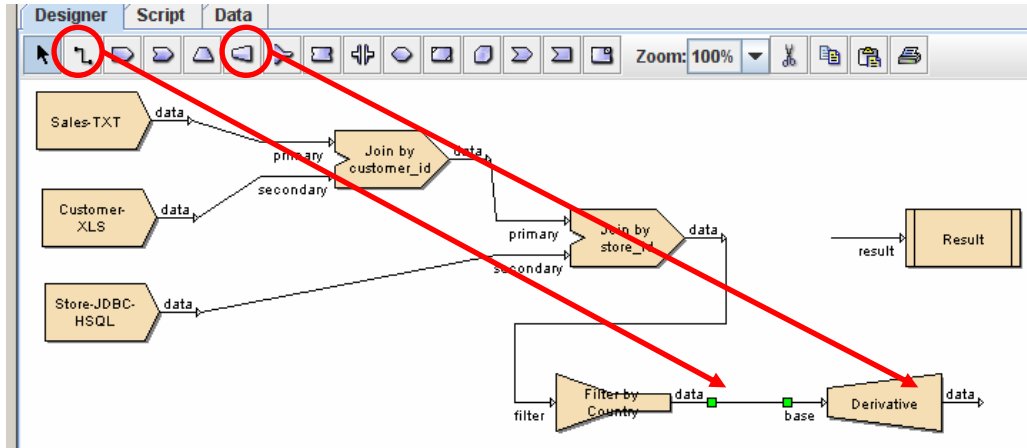 Designer Script Data
Zoom: 100%
Sales-TXT
data
primary
Join by
customer_id
data
secondary
Customer-
XLS
data
primary
Join by
store_id
data
secondary
result
Result
Store-JDBC-
HSQL
data
filter
Filter by
Country
data
base
Derivative
data